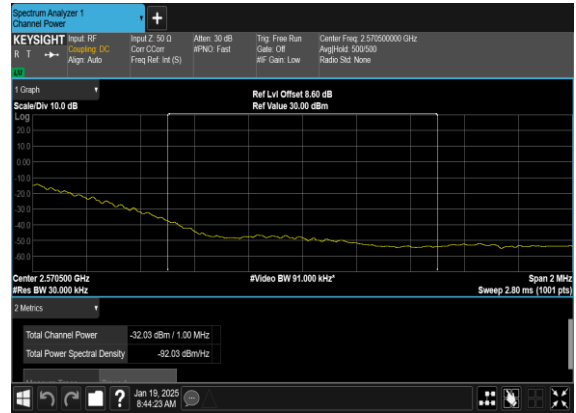 Spectrum Analyzer 1
Channel Power
KEYSIGHT
R T
LV
Input: RF
Coupling: DC
Align: Auto
Input Z: 50 Ω
Corr CCorr
Freq Ref: Int (S)
Atten: 30 dB
#PNO: Fast
Trig: Free Run
Gate: Off
#IF Gain: Low
Center Freq: 2.570500000 GHz
Avg|Hold: 500/500
Radio Std: None
1 Graph
Scale/Div 10.0 dB
Ref Lvl Offset 8.60 dB
Ref Value 30.00 dBm
Log
20.0
10.0
0.00
-10.0
-20.0
-30.0
-40.0
-50.0
-60.0
Center 2.570500 GHz
#Res BW 30.000 kHz
#Video BW 91.000 kHz*
Span 2 MHz
Sweep 2.80 ms (1001 pts)
2 Metrics
Total Channel Power -32.03 dBm / 1.00 MHz
Total Power Spectral Density -92.03 dBm/Hz
Jan 19, 2025
8:44:23 AM